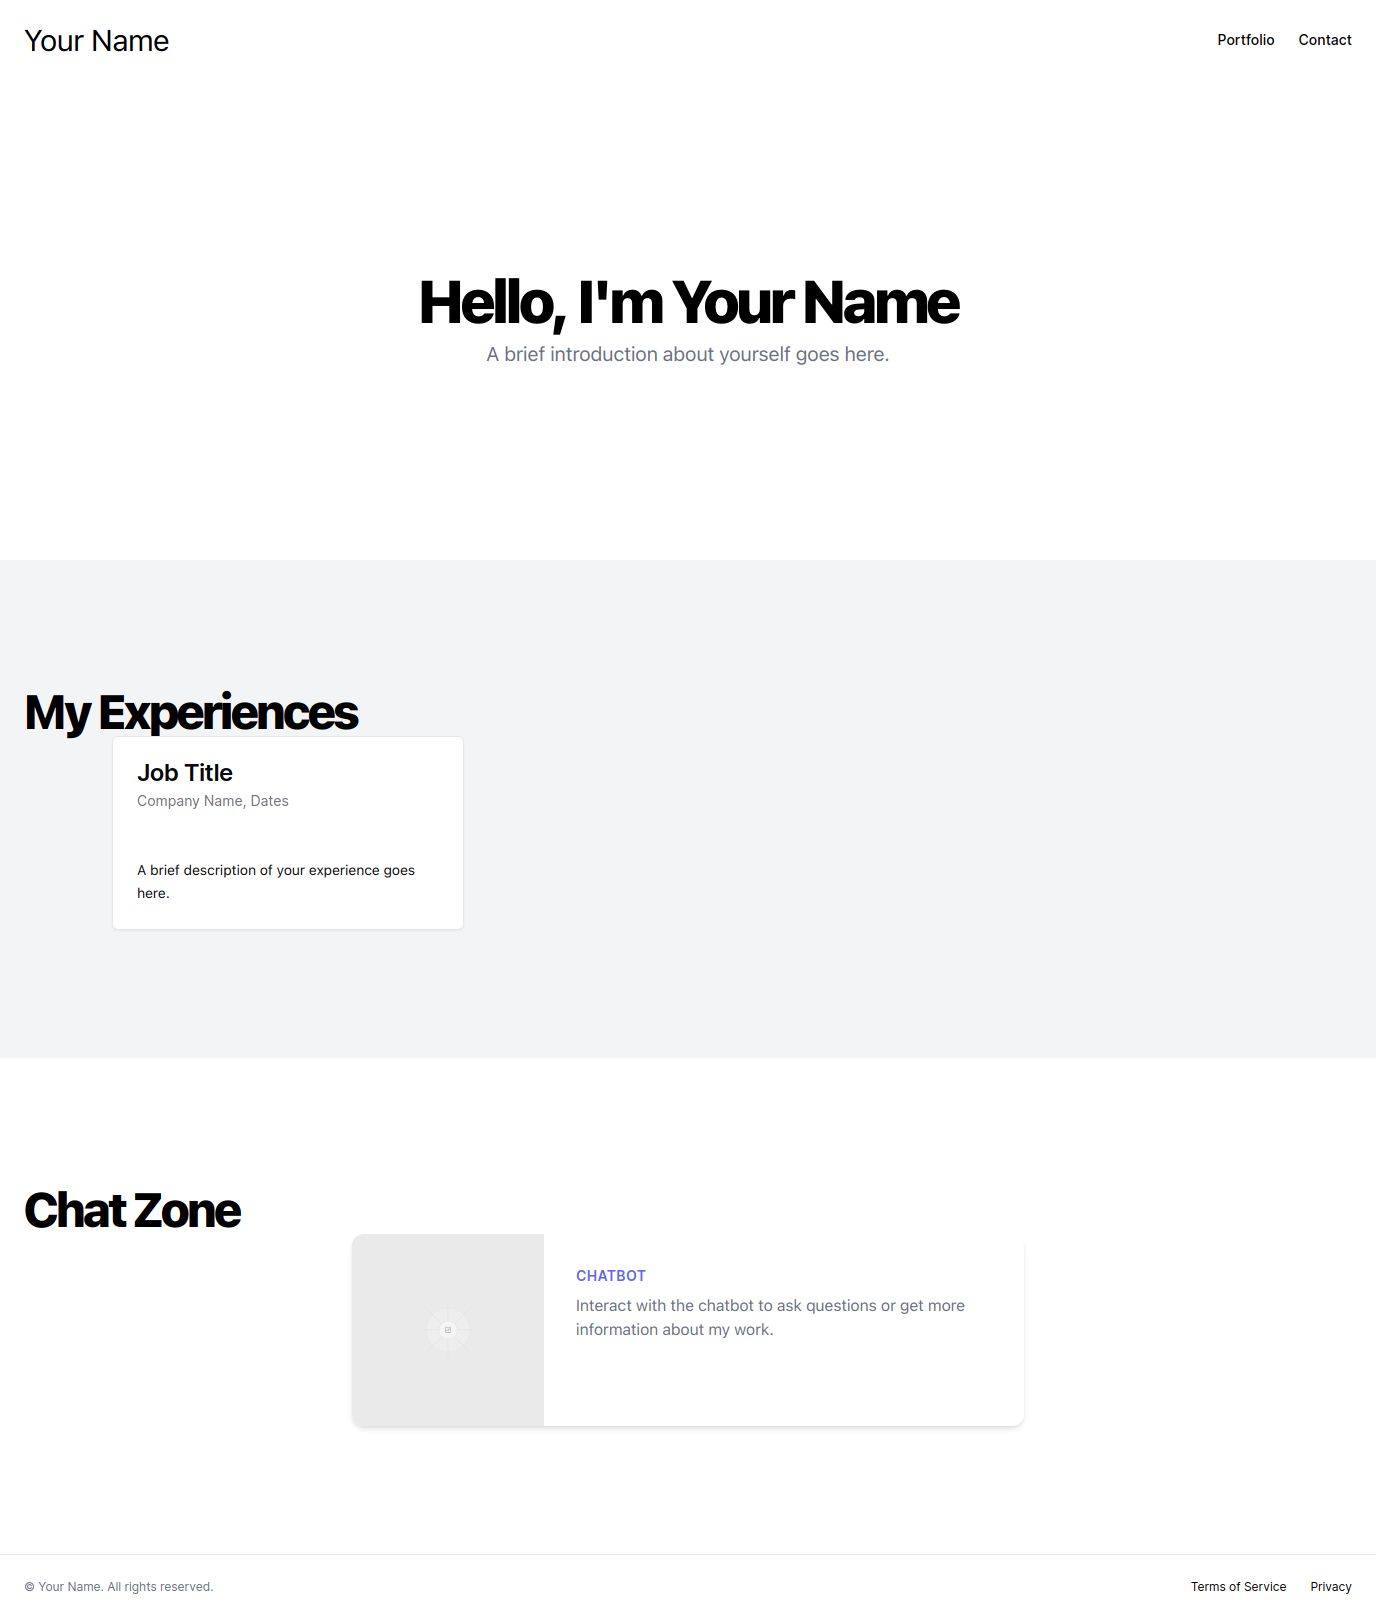 Your Name
Portfolio Contact
Hello, I'm Your Name
A brief introduction about yourself goes here.
My Experiences
Job Title
Company Name, Dates
A brief description of your experience goes
here.
Chat Zone
CHATBOT
Interact with the chatbot to ask questions or get more
information about my work.
© Your Name. All rights reserved.
Terms of Service Privacy